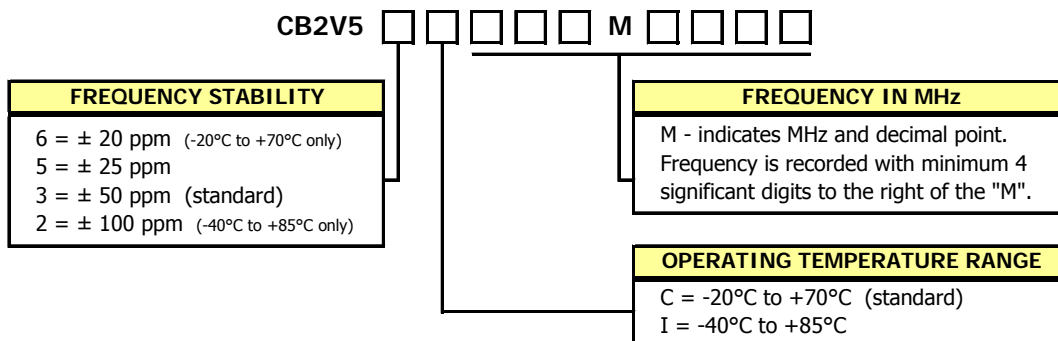 CB2V5 M
FREQUENCY STABILITY
6 = ± 20 ppm (-20°C to +70°C only)
5 = ± 25 ppm
3 = ± 50 ppm (standard)
2 = ± 100 ppm (-40°C to +85°C only)
FREQUENCY IN MHz
M - indicates MHz and decimal point.
Frequency is recorded with minimum 4
significant digits to the right of the "M".
OPERATING TEMPERATURE RANGE
C = -20°C to +70°C (standard)
I = -40°C to +85°C